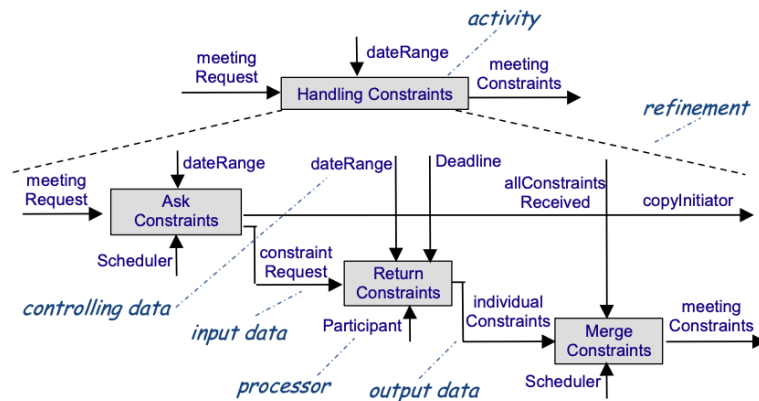 activity
meeting
Request
dateRange
meeting
Constraints
Handling Constraints
refinement
meeting
Request
dateRange
dateRange
Deadline
allConstraints
Received
copyInitiator
Ask
Constraints
Scheduler
constraint
Request
Return
Constraints
controlling data
input data
Participant
individual
Constraints
meeting
Constraints
Merge
Constraints
processor
output data
Scheduler